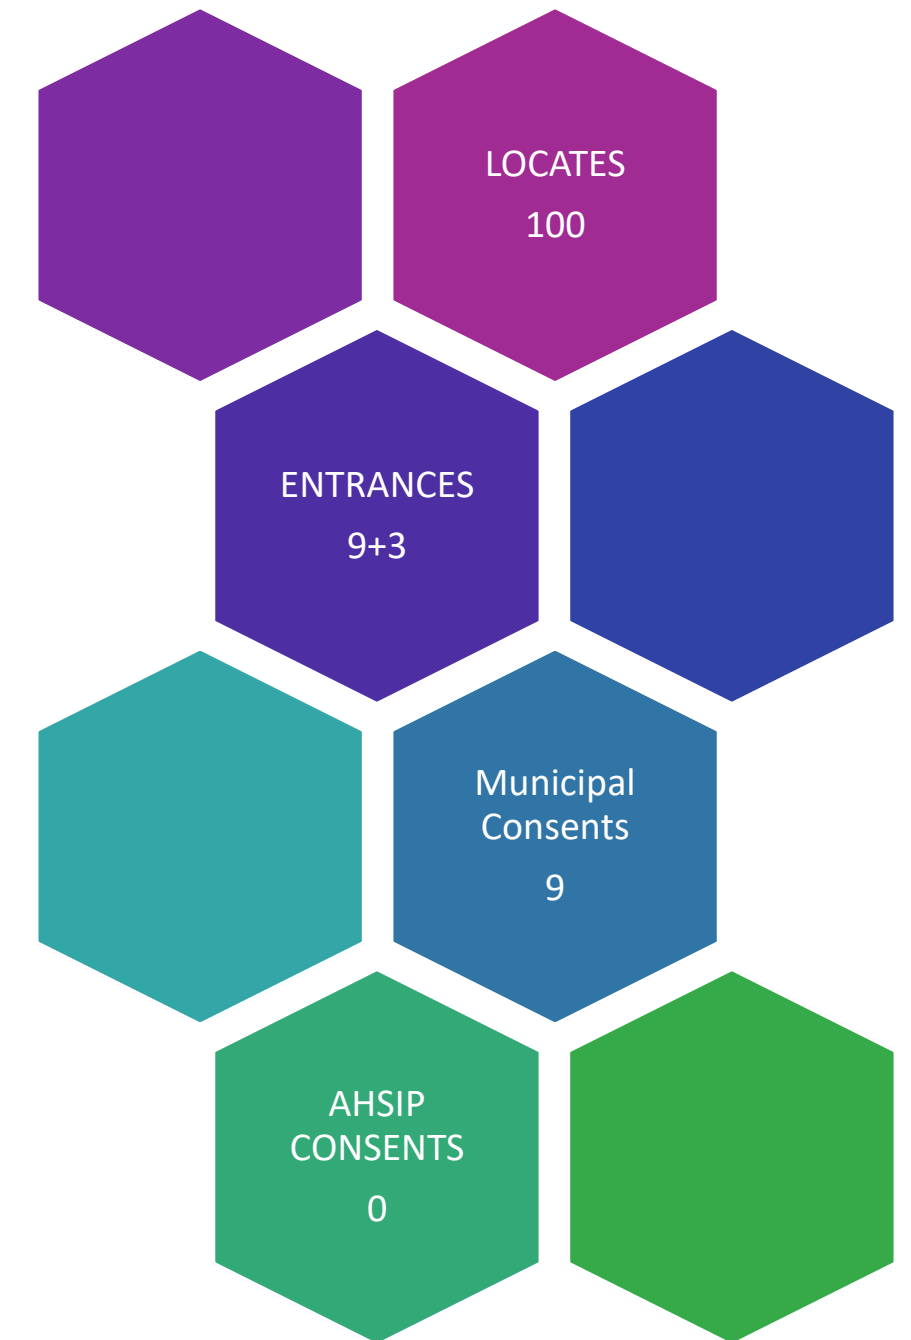 LOCATES
100
ENTRANCES
9+3
Municipal
Consents
9
AHSIP
CONSENTS
0